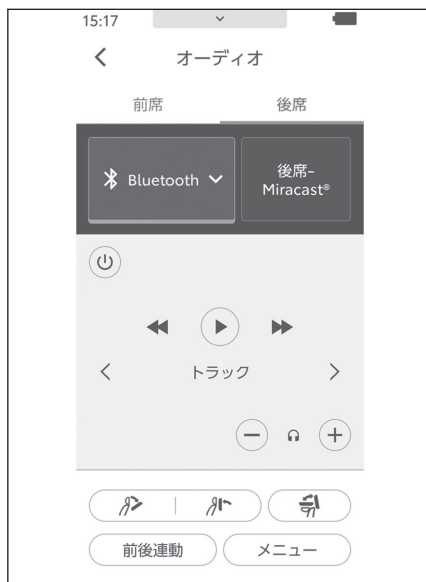 15:17
オーディオ
前席
後席
Bluetooth
後席-
Miracast®
トラック
前後連動
メニュー